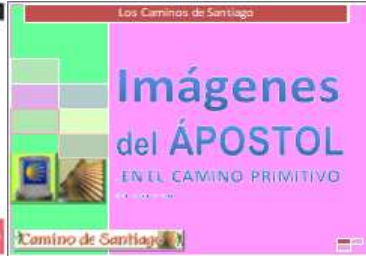 Los Caminos de Santiago
Imágenes
del ÁPOSTOL
EN EL CAMINO PRIMITIVO
Camino de Santiago